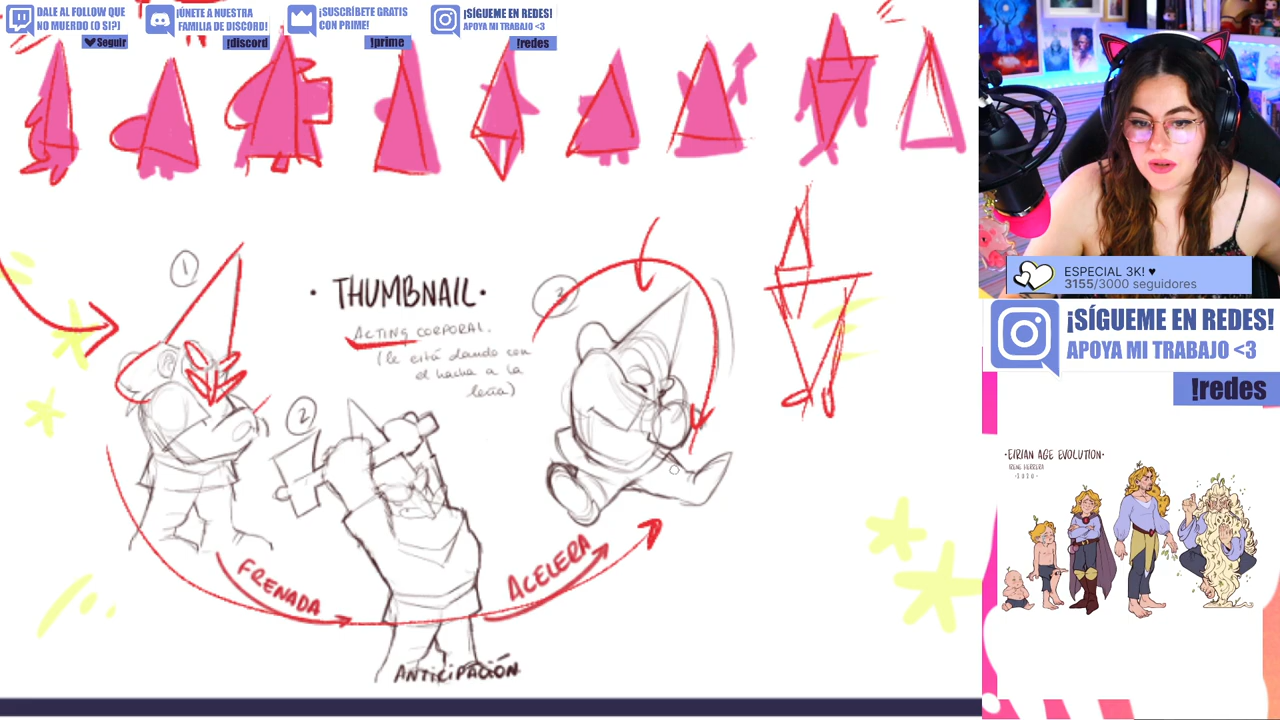 DALE AL FOLLOW QUE
NO MUERDO (O SI?)
Seguir
¡ÚNETE A NUESTRA
FAMILIA DE DISCORD!
!discord
¡SUSCRÍBETE GRATIS
CON PRIME!
!prime
¡SÍGUEME EN REDES!
APOYA MI TRABAJO <3
!redes
1
• THUMBNAIL •
ACTING CORPORAL.
(le está dando con
el hacha a la
leña)
2
3
FRENADA
ACELERA
ANTICIPACIÓN
ESPECIAL 3K! ♥
3155/3000 seguidores
¡SÍGUEME EN REDES!
APOYA MI TRABAJO <3
!redes
•EIRIAN AGE EVOLUTION•
IRENE HERRERA
•2020•